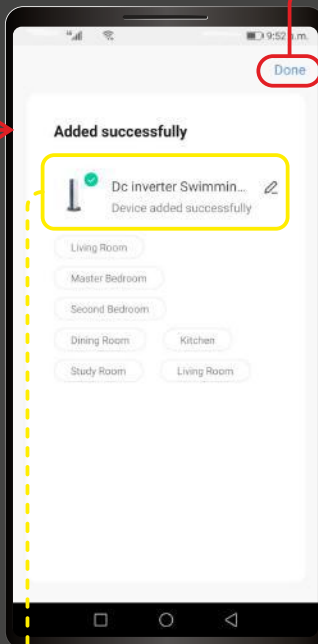 9:52 a.m.
Done
Added successfully
Dc inverter Swimmin...
Device added successfully
Living Room
Master Bedroom
Second Bedroom
Dining Room Kitchen
Study Room Living Room